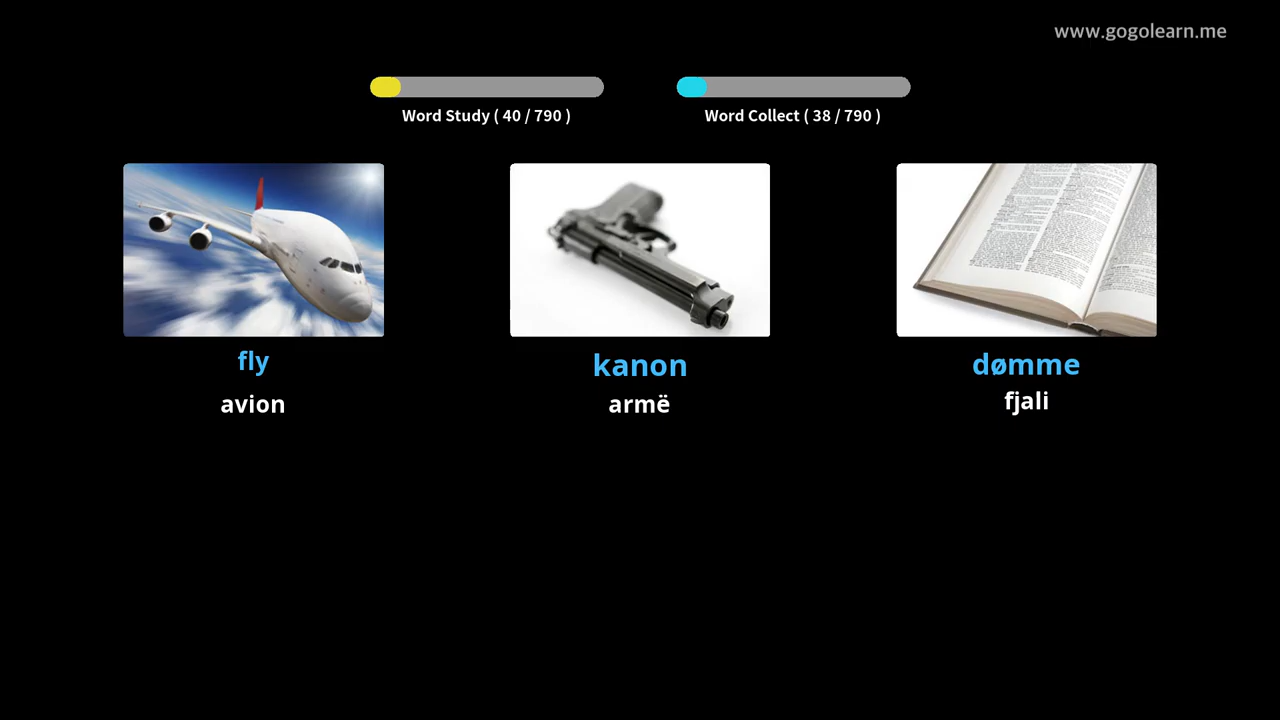 www.gogolearn.me
Word Study ( 40 / 790 )
Word Collect ( 38 / 790 )
fly
avion
kanon
armë
dømme
fjali